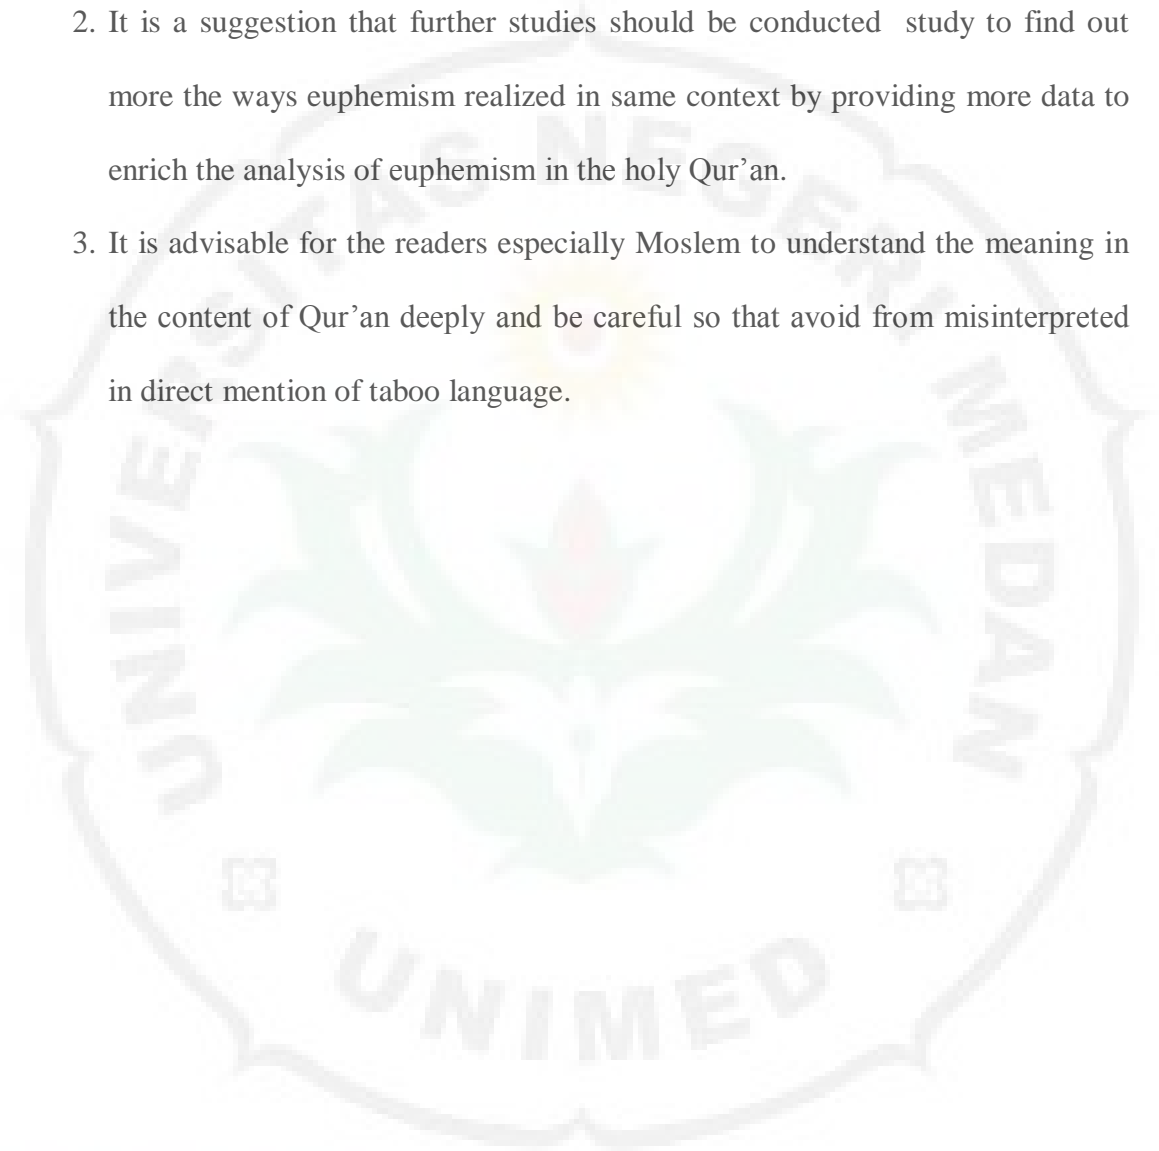 2. It is a suggestion that further studies should be conducted study to find out
more the ways euphemism realized in same context by providing more data to
enrich the analysis of euphemism in the holy Qur’an.
3. It is advisable for the readers especially Moslem to understand the meaning in
the content of Qur’an deeply and be careful so that avoid from misinterpreted
in direct mention of taboo language.
UNIVERSITAS NEGERI MEDAN
UNIMED